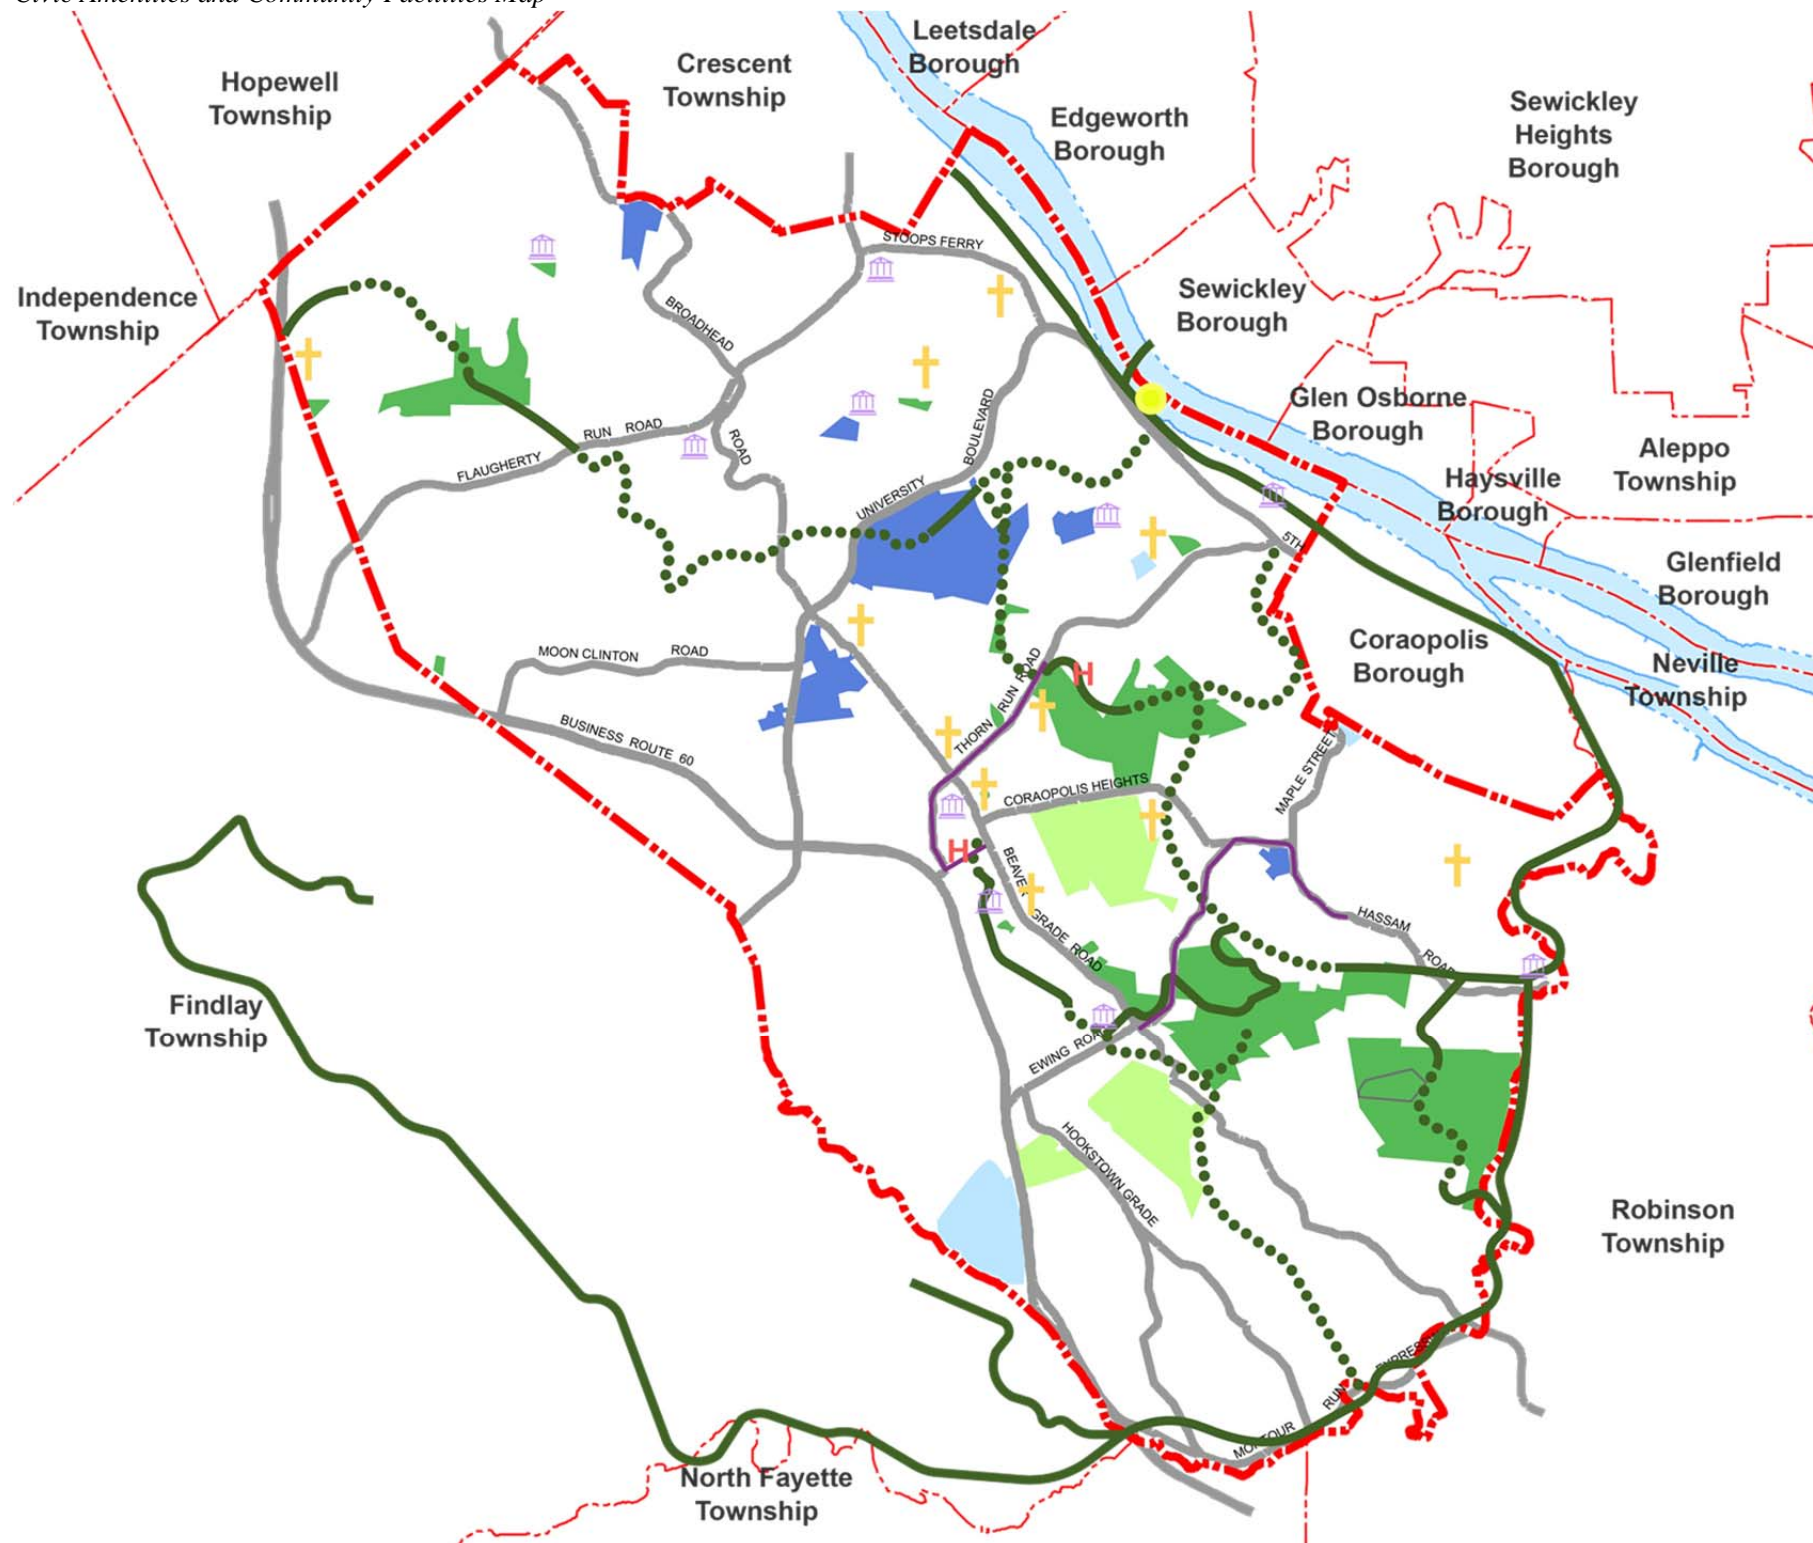 Civic Amenities and Community Facilities Map
Leetsdale
Borough
Hopewell
Township
Crescent
Township
Edgeworth
Borough
Sewickley
Heights
Borough
STOOPS FERRY
Independence
Township
Sewickley
Borough
BROADHEAD
Glen Osborne
Borough
BOULEVARD
RUN ROAD
ROAD
FLAUGHERTY
Aleppo
Township
Haysville
Borough
UNIVERSITY
5TH
Glenfield
Borough
Coraopolis
Borough
MOON CLINTON ROAD
Neville
Township
THORN RUN ROAD
BUSINESS ROUTE 60
MAPLE STREET
CORAOPOLIS HEIGHTS
BEAVER GRADE ROAD
H
H
HASSAM ROAD
Findlay
Township
EWING ROAD
HOOKSTOWN GRADE
Robinson
Township
MONTOUR RUN EXPRESS
North Fayette
Township